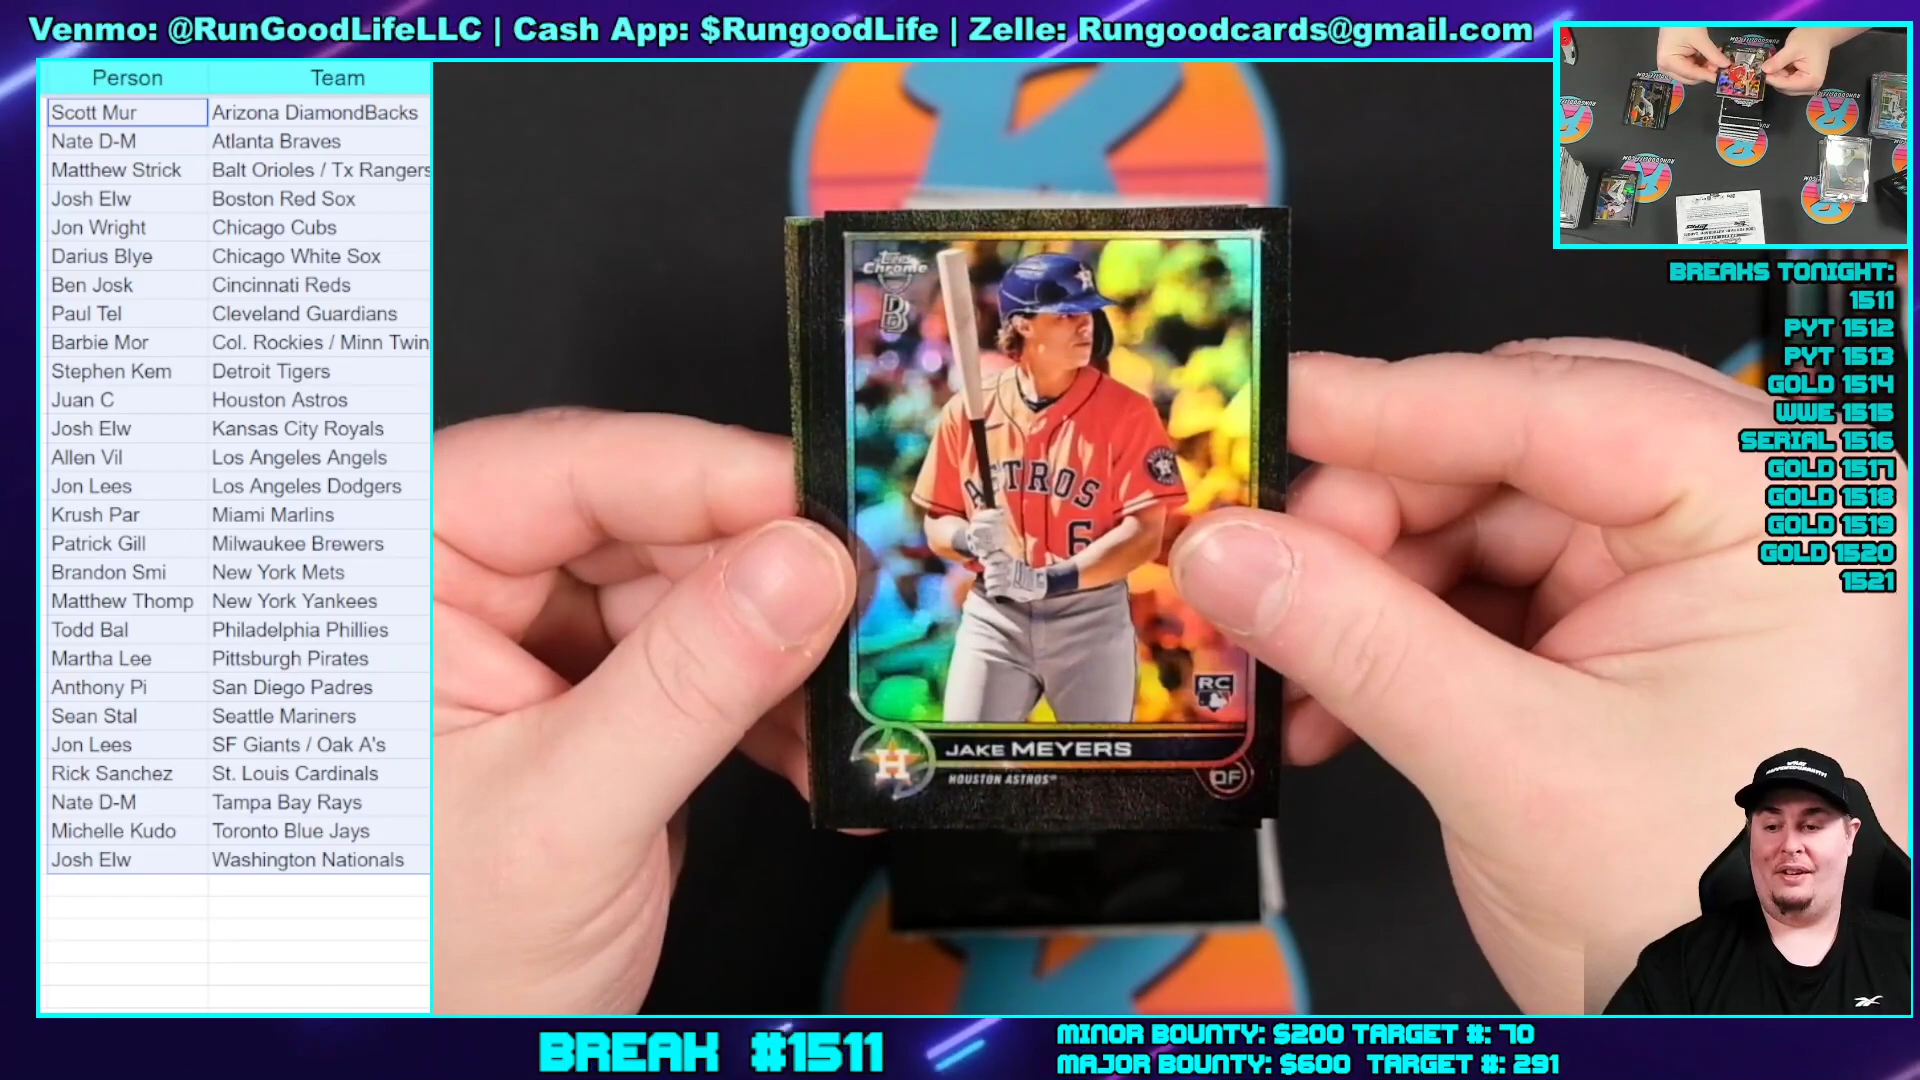 Venmo: @RunGoodLifeLLC | Cash App: $RungoodLife | Zelle: Rungoodcards@gmail.com
Person Team
Scott Mur Arizona DiamondBacks
Nate D-M Atlanta Braves
Matthew Strick Balt Orioles / Tx Rangers
Josh Elw Boston Red Sox
Jon Wright Chicago Cubs
Darius Blye Chicago White Sox
Ben Josk Cincinnati Reds
Paul Tel Cleveland Guardians
Barbie Mor Col. Rockies / Minn Twin
Stephen Kem Detroit Tigers
Juan C Houston Astros
Josh Elw Kansas City Royals
Allen Vil Los Angeles Angels
Jon Lees Los Angeles Dodgers
Krush Par Miami Marlins
Patrick Gill Milwaukee Brewers
Brandon Smi New York Mets
Matthew Thomp New York Yankees
Todd Bal Philadelphia Phillies
Martha Lee Pittsburgh Pirates
Anthony Pi San Diego Padres
Sean Stal Seattle Mariners
Jon Lees SF Giants / Oak A's
Rick Sanchez St. Louis Cardinals
Nate D-M Tampa Bay Rays
Michelle Kudo Toronto Blue Jays
Josh Elw Washington Nationals
Topps
Chrome
B
ASTROS
6
RC
JAKE MEYERS
HOUSTON ASTROS™
OF
H
BREAKS TONIGHT:
1511
PYT 1512
PYT 1513
GOLD 1514
WWE 1515
SERIAL 1516
GOLD 1517
GOLD 1518
GOLD 1519
GOLD 1520
1521
BREAK #1511
MINOR BOUNTY: $200 TARGET #: 70
MAJOR BOUNTY: $600 TARGET #: 291